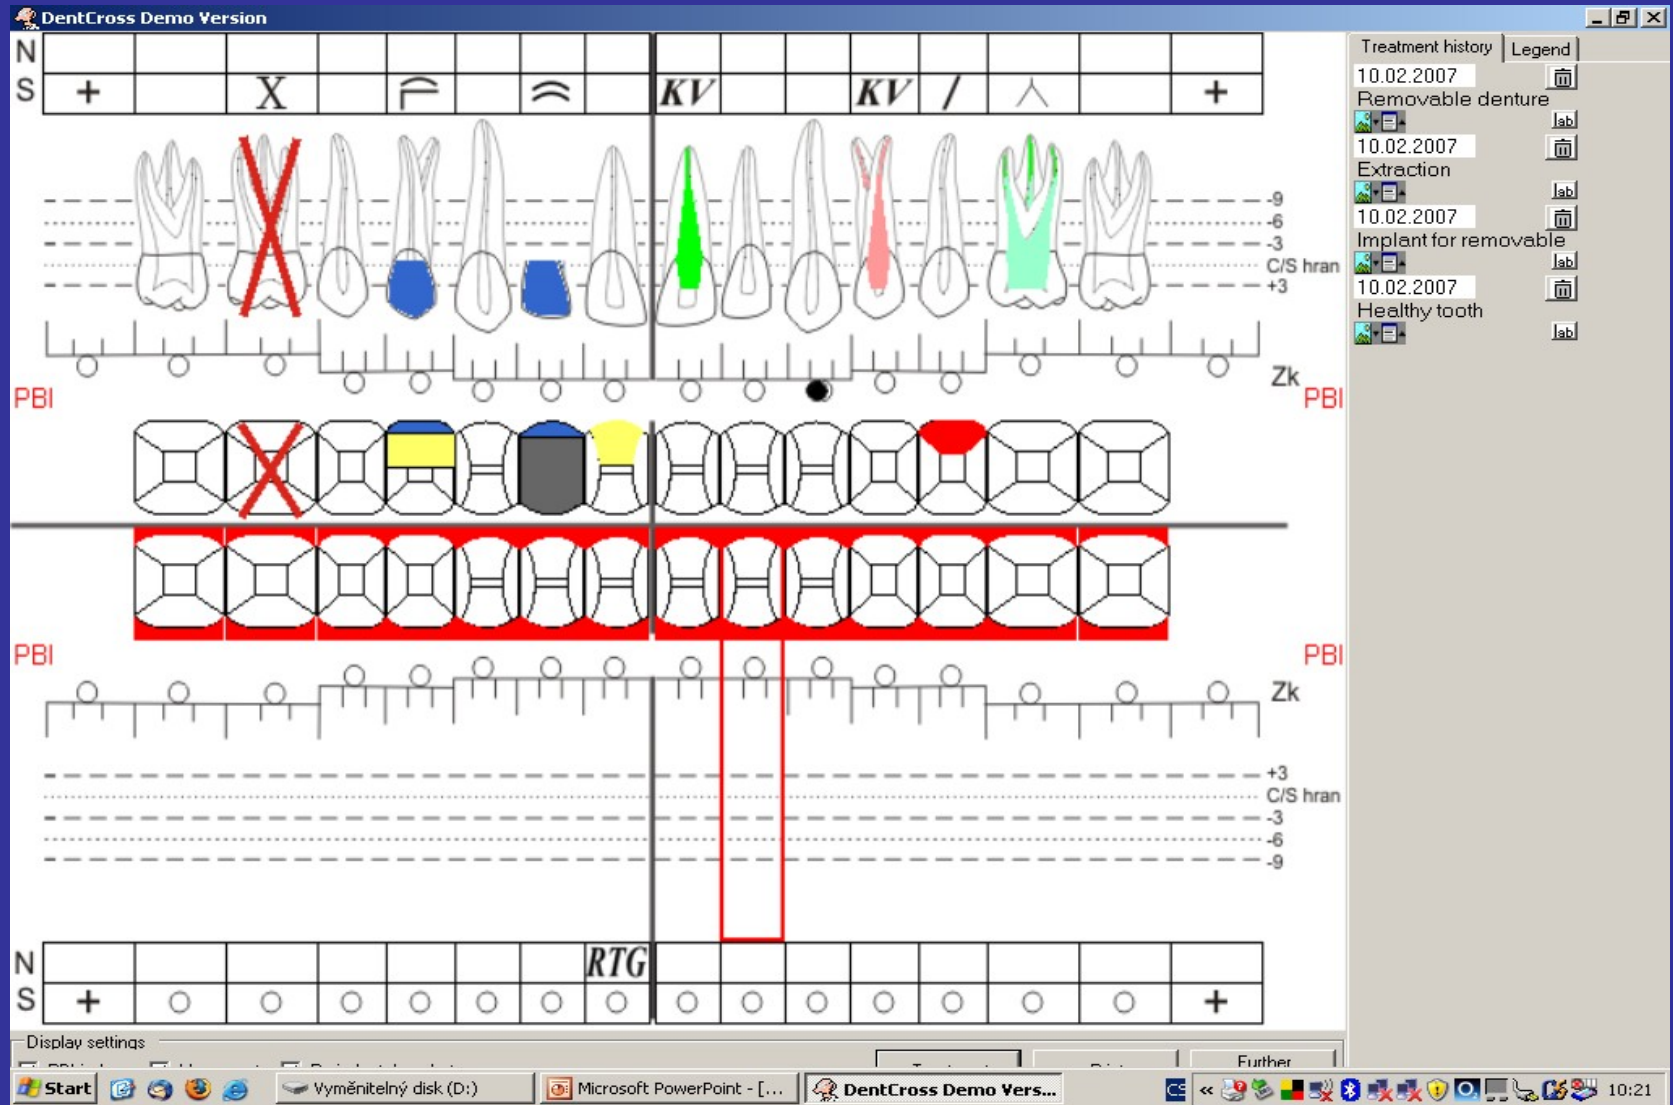 DentCross Demo Version
N
S + X KV KV / +
-9
-6
-3
C/S hran
+3
Zk
PBI PBI
PBI PBI
Zk
+3
C/S hran
-3
-6
-9
N RTG
S + +
Display settings
Further
Treatment history Legend
10.02.2007
Removable denture
lab
10.02.2007
Extraction
lab
10.02.2007
Implant for removable
lab
10.02.2007
Healthy tooth
lab
Start Vyměnitelný disk (D:) Microsoft PowerPoint - [... DentCross Demo Vers... CS « 10:21